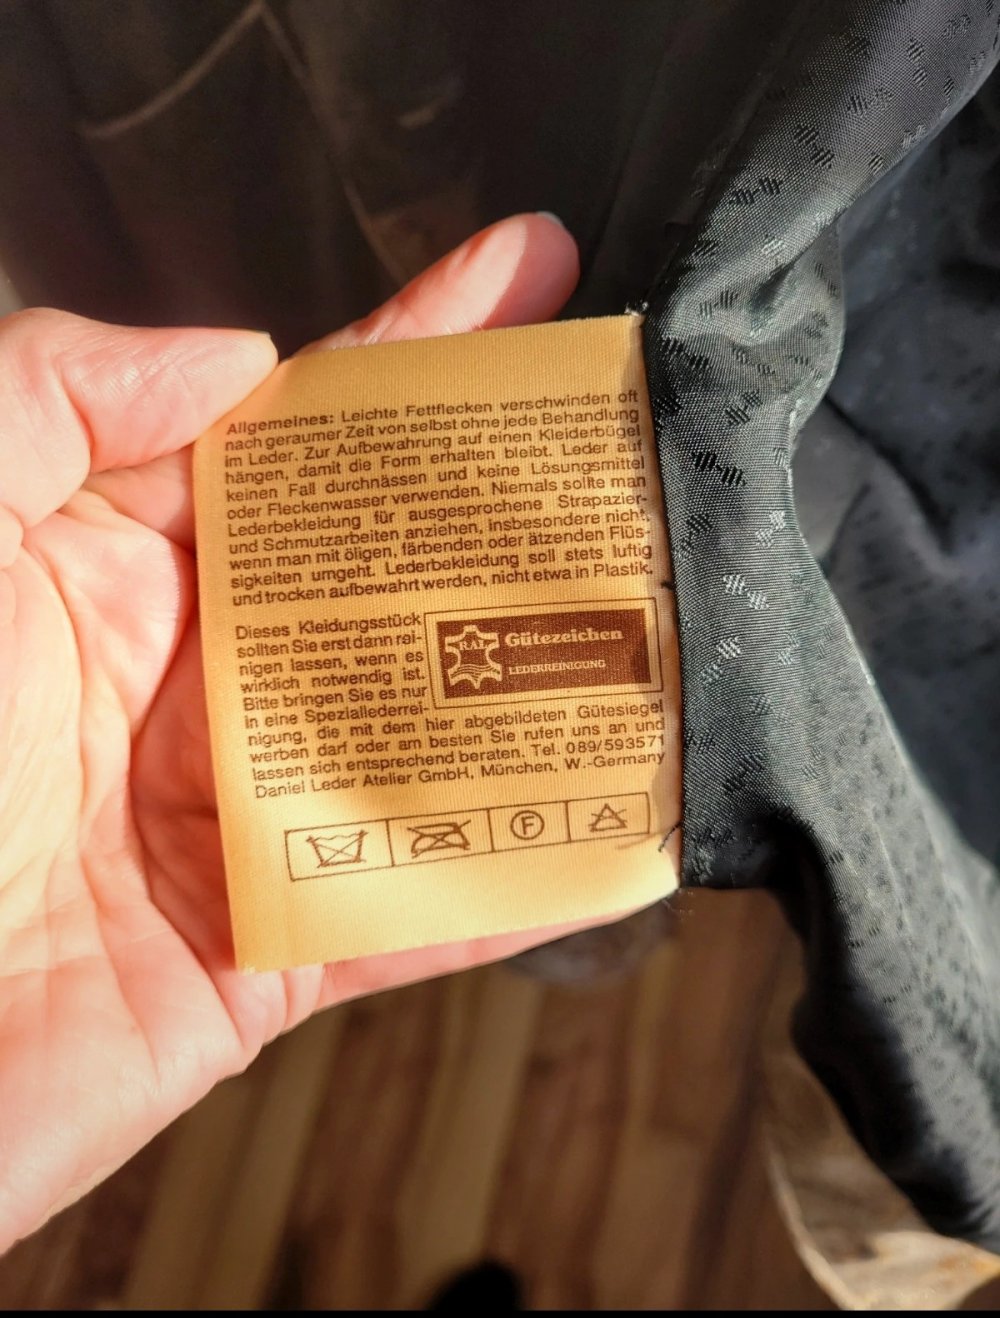 Allgemeines: Leichte Fettflecken verschwinden oft
nach geraumer Zeit von selbst ohne jede Behandlung
im Leder. Zur Aufbewahrung auf einen Kleiderbügel
hängen, damit die Form erhalten bleibt. Leder auf
keinen Fall durchnässen und keine Lösungsmittel
oder Fleckenwasser verwenden. Niemals sollte man
Lederbekleidung für ausgesprochene Strapazier-
und Schmutzarbeiten anziehen, insbesondere nicht,
wenn man mit öligen, färbenden oder ätzenden Flüs-
sigkeiten umgeht. Lederbekleidung soll stets luftig
und trocken aufbewahrt werden, nicht etwa in Plastik.
Dieses Kleidungsstück
sollten Sie erst dann rei-
nigen lassen, wenn es
wirklich notwendig ist.
Bitte bringen Sie es nur
in eine Speziallederrei-
nigung, die mit dem hier abgebildeten Gütesiegel
werben darf oder am besten Sie rufen uns an und
lassen sich entsprechend beraten. Tel. 089/593571
Daniel Leder Atelier GmbH, München, W.-Germany
RAL
Gütezeichen
LEDERREINIGUNG
F